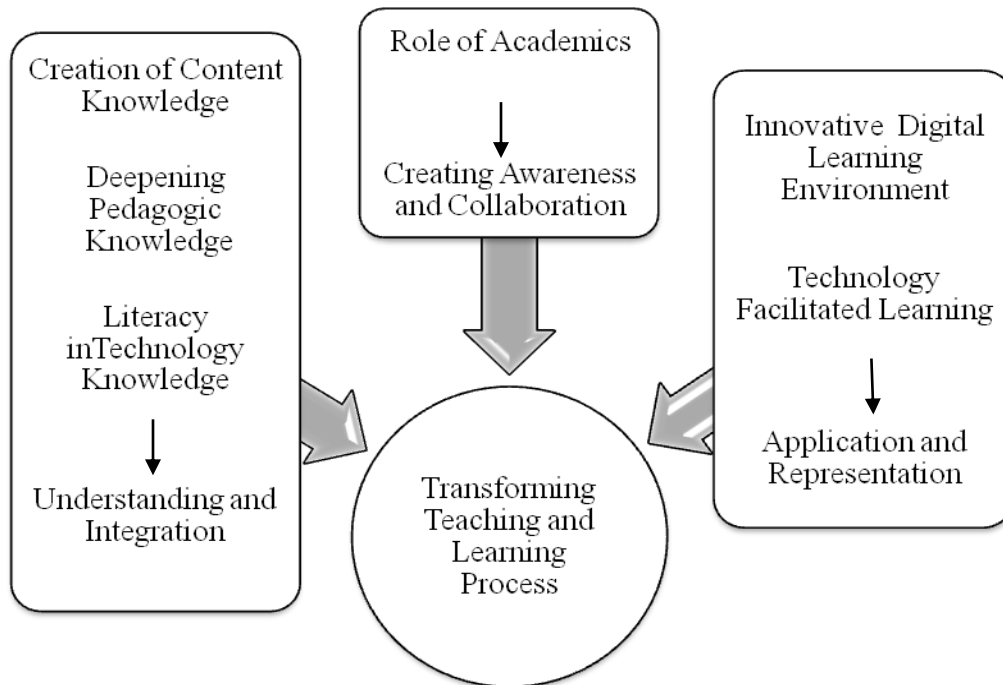 Creation of Content
Knowledge
Deepening
Pedagogic
Knowledge
Literacy
inTechnology
Knowledge
Understanding and
Integration
Role of Academics
Creating Awareness
and Collaboration
Innovative Digital
Learning
Environment
Technology
Facilitated Learning
Application and
Representation
Transforming
Teaching and
Learning
Process